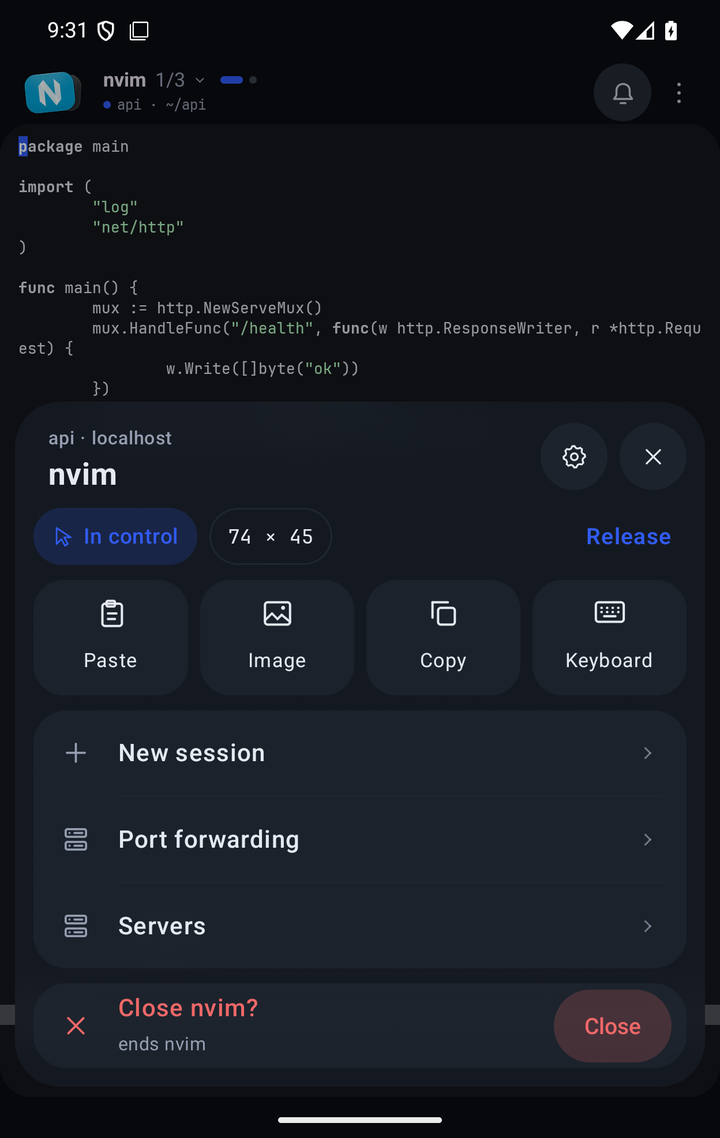 9:31
nvim 1/3
api · ~/api
package main
import (
"log"
"net/http"
)
func main() {
mux := http.NewServeMux()
mux.HandleFunc("/health", func(w http.ResponseWriter, r *http.Requ
est) {
w.Write([]byte("ok"))
})
api · localhost
nvim
In control
74 × 45
Release
Paste
Image
Copy
Keyboard
New session
Port forwarding
Servers
Close nvim?
ends nvim
Close